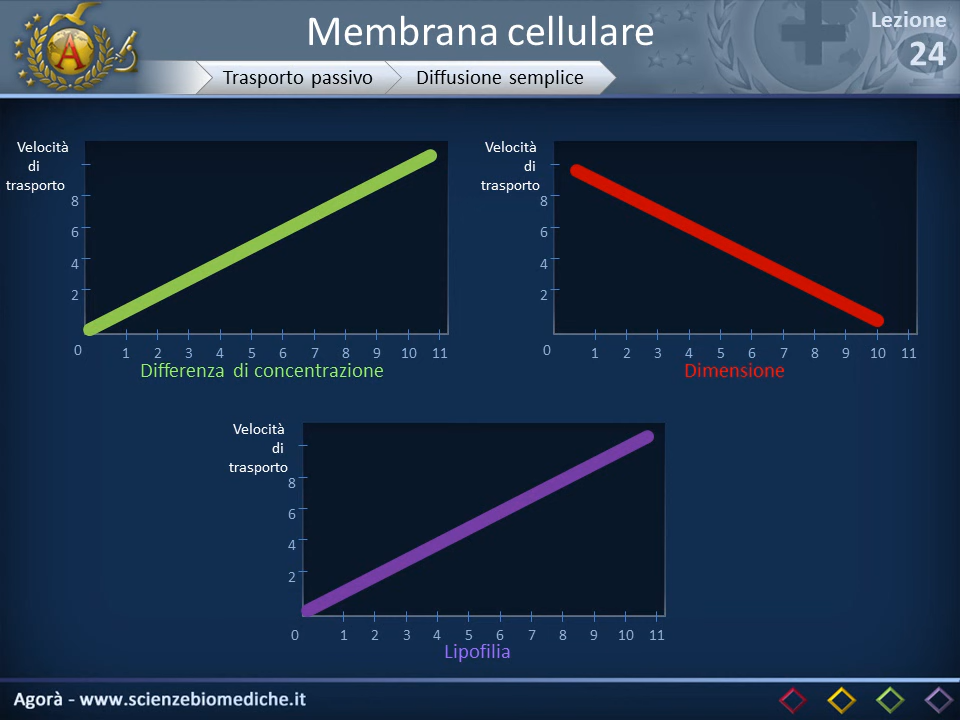 Membrana cellulare
Lezione
24
A
Trasporto passivo
Diffusione semplice
Velocità
di
trasporto
8
6
4
2
0
1 2 3 4 5 6 7 8 9 10 11
Differenza di concentrazione
Velocità
di
trasporto
8
6
4
2
0
1 2 3 4 5 6 7 8 9 10 11
Dimensione
Velocità
di
trasporto
8
6
4
2
0
1 2 3 4 5 6 7 8 9 10 11
Lipofilia
Agorà - www.scienzebiomediche.it